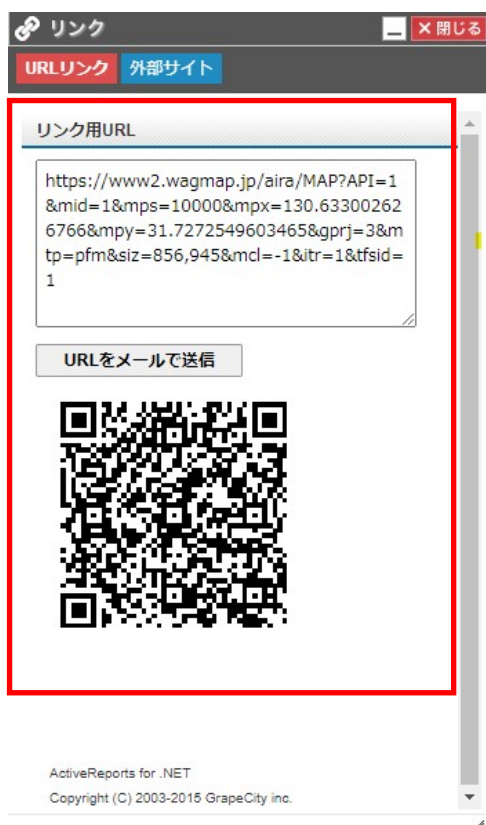 リンク
×閉じる
URLリンク 外部サイト
リンク用URL
https://www2.wagmap.jp/aira/MAP?API=1
&mid=1&mps=10000&mpx=130.63300262
6766&mpy=31.7272549603465&gprj=3&m
tp=pfm&siz=856,945&mcl=-1&itr=1&tfsid=
1
URLをメールで送信
ActiveReports for .NET
Copyright (C) 2003-2015 GrapeCity inc.